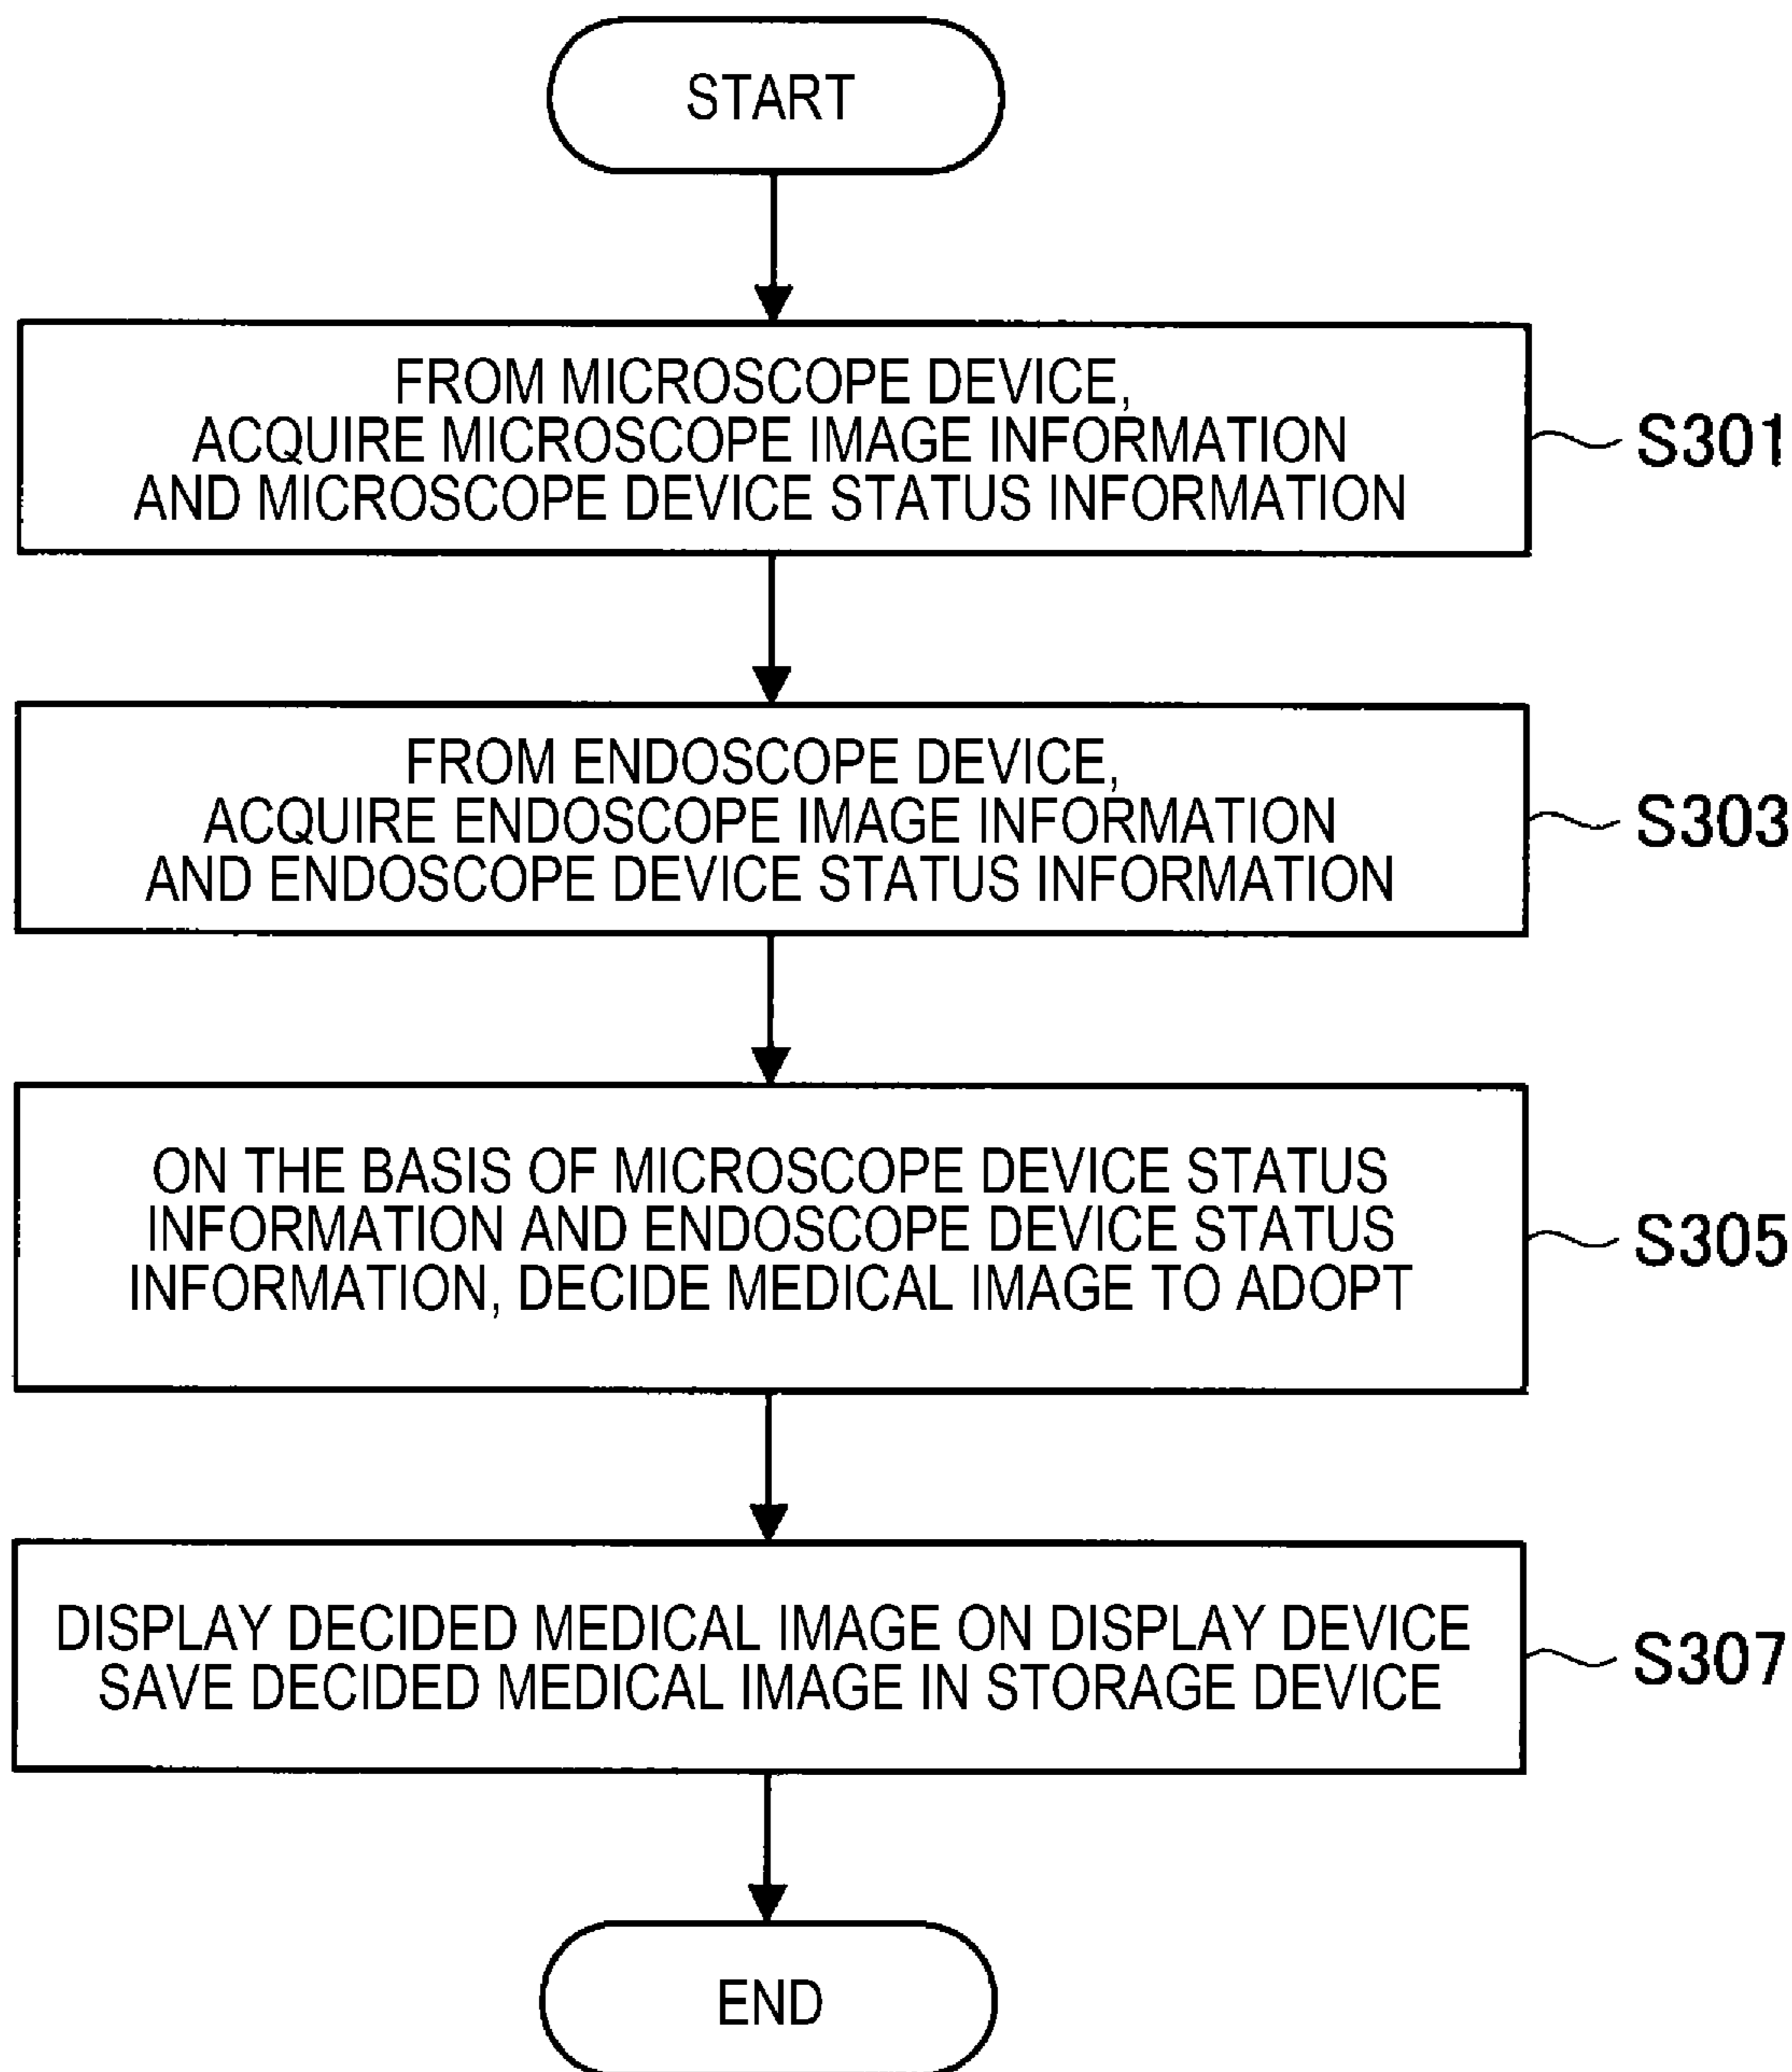 START
FROM MICROSCOPE DEVICE,
ACQUIRE MICROSCOPE IMAGE INFORMATION
AND MICROSCOPE DEVICE STATUS INFORMATION
S301
FROM ENDOSCOPE DEVICE,
ACQUIRE ENDOSCOPE IMAGE INFORMATION
AND ENDOSCOPE DEVICE STATUS INFORMATION
S303
ON THE BASIS OF MICROSCOPE DEVICE STATUS
INFORMATION AND ENDOSCOPE DEVICE STATUS
INFORMATION, DECIDE MEDICAL IMAGE TO ADOPT
S305
DISPLAY DECIDED MEDICAL IMAGE ON DISPLAY DEVICE
SAVE DECIDED MEDICAL IMAGE IN STORAGE DEVICE
S307
END